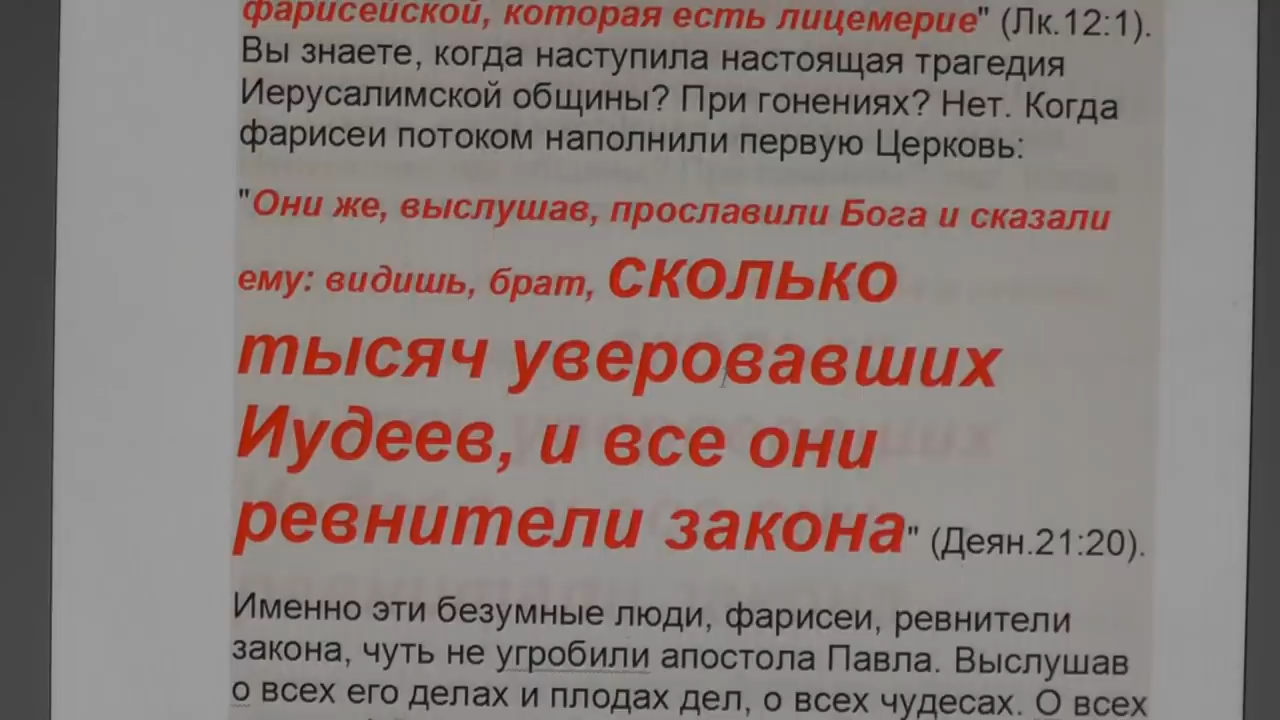 фарисейской, которая есть лицемерие" (Лк.12:1).
Вы знаете, когда наступила настоящая трагедия
Иерусалимской общины? При гонениях? Нет. Когда
фарисеи потоком наполнили первую Церковь:
"Они же, выслушав, прославили Бога и сказали
ему: видишь, брат, сколько
тысяч уверовавших
Иудеев, и все они
ревнители закона" (Деян.21:20).
Именно эти безумные люди, фарисеи, ревнители
закона, чуть не угробили апостола Павла. Выслушав
о всех его делах и плодах дел, о всех чудесах. О всех